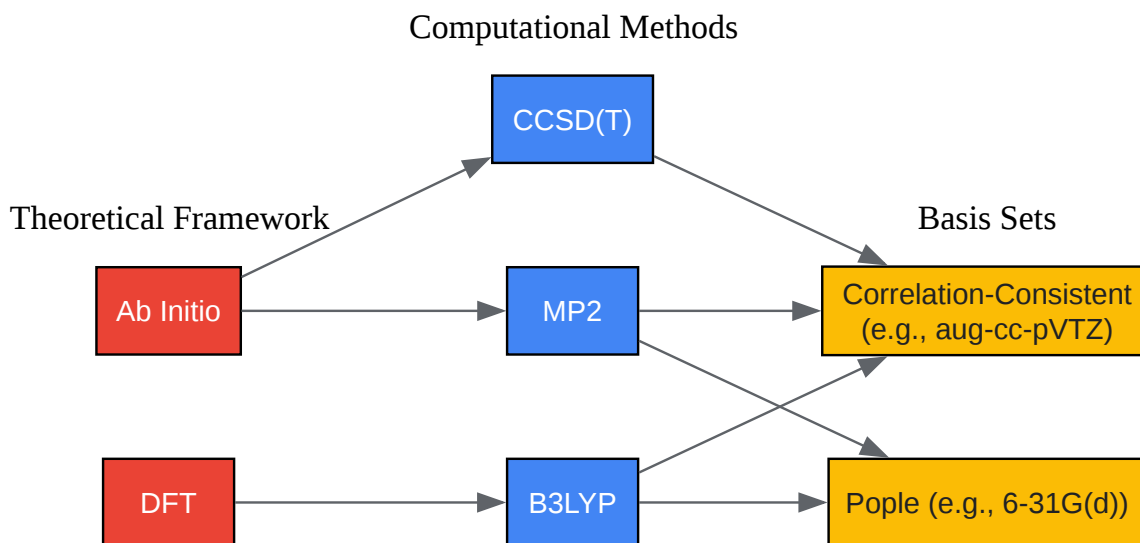 Computational Methods
CCSD(T)
Theoretical Framework
Basis Sets
Ab Initio
MP2
Correlation-Consistent
(e.g., aug-cc-pVTZ)
DFT
B3LYP
Pople (e.g., 6-31G(d))